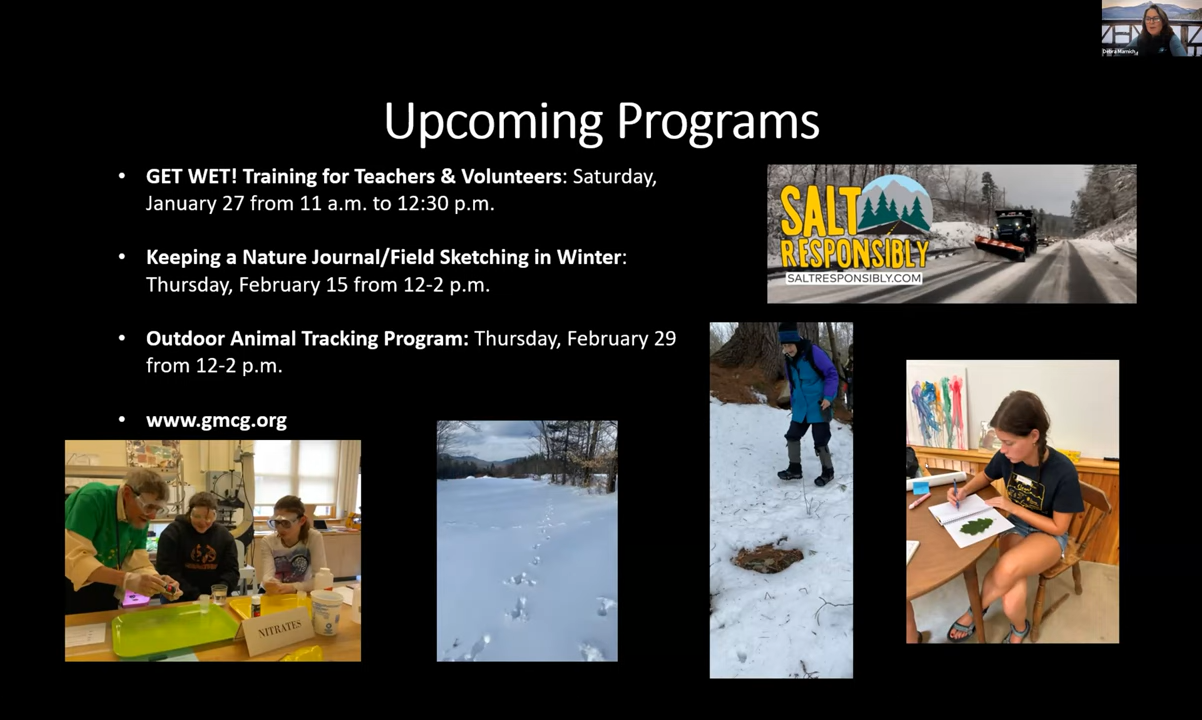 Debra Marnich
Upcoming Programs
• GET WET! Training for Teachers & Volunteers: Saturday,
January 27 from 11 a.m. to 12:30 p.m.
• Keeping a Nature Journal/Field Sketching in Winter:
Thursday, February 15 from 12-2 p.m.
• Outdoor Animal Tracking Program: Thursday, February 29
from 12-2 p.m.
• www.gmcg.org
SALT
RESPONSIBLY
SALTRESPONSIBLY.COM
NITRATES